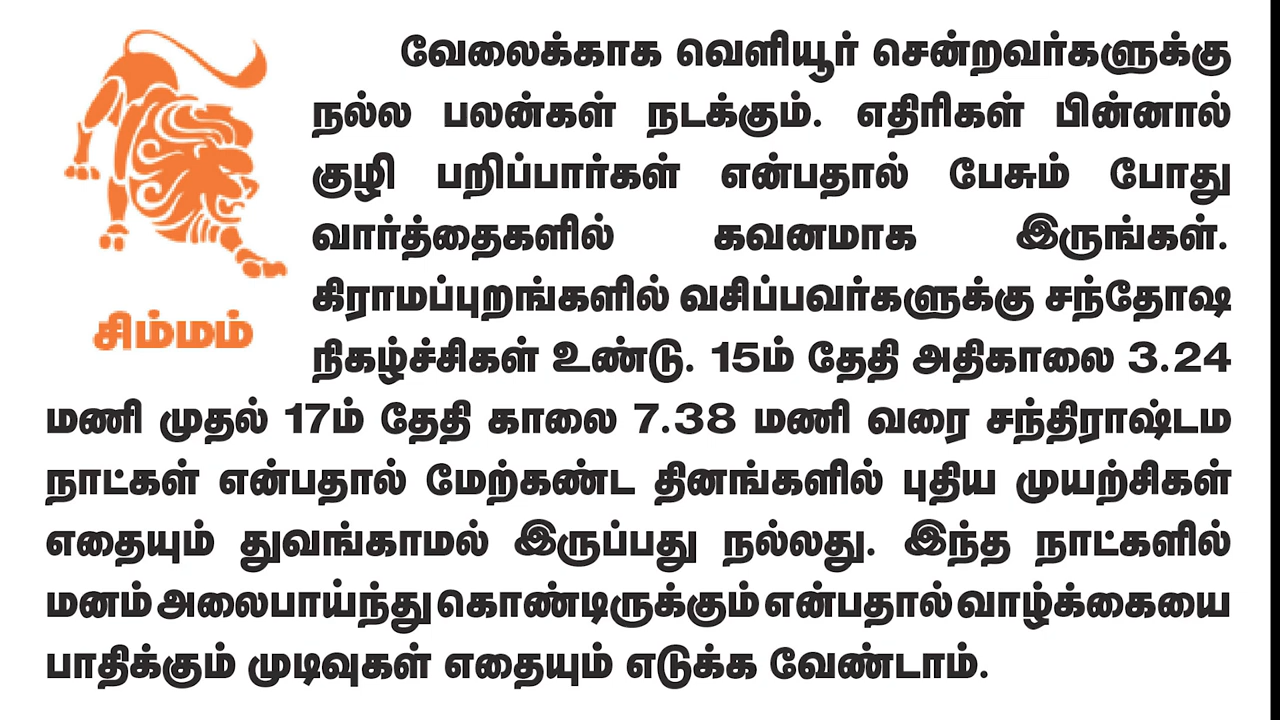 வேலைக்காக வெளியூர் சென்றவர்களுக்கு
நல்ல பலன்கள் நடக்கும். எதிரிகள் பின்னால்
குழி பறிப்பார்கள் என்பதால் பேசும் போது
வார்த்தைகளில் கவனமாக இருங்கள்.
கிராமப்புறங்களில் வசிப்பவர்களுக்கு சந்தோஷ
சிம்மம்
நிகழ்ச்சிகள் உண்டு. 15ம் தேதி அதிகாலை 3.24
மணி முதல் 17ம் தேதி காலை 7.38 மணி வரை சந்திராஷ்டம
நாட்கள் என்பதால் மேற்கண்ட தினங்களில் புதிய முயற்சிகள்
எதையும் துவங்காமல் இருப்பது நல்லது. இந்த நாட்களில்
மனம் அலைபாய்ந்து கொண்டிருக்கும் என்பதால் வாழ்க்கையை
பாதிக்கும் முடிவுகள் எதையும் எடுக்க வேண்டாம்.